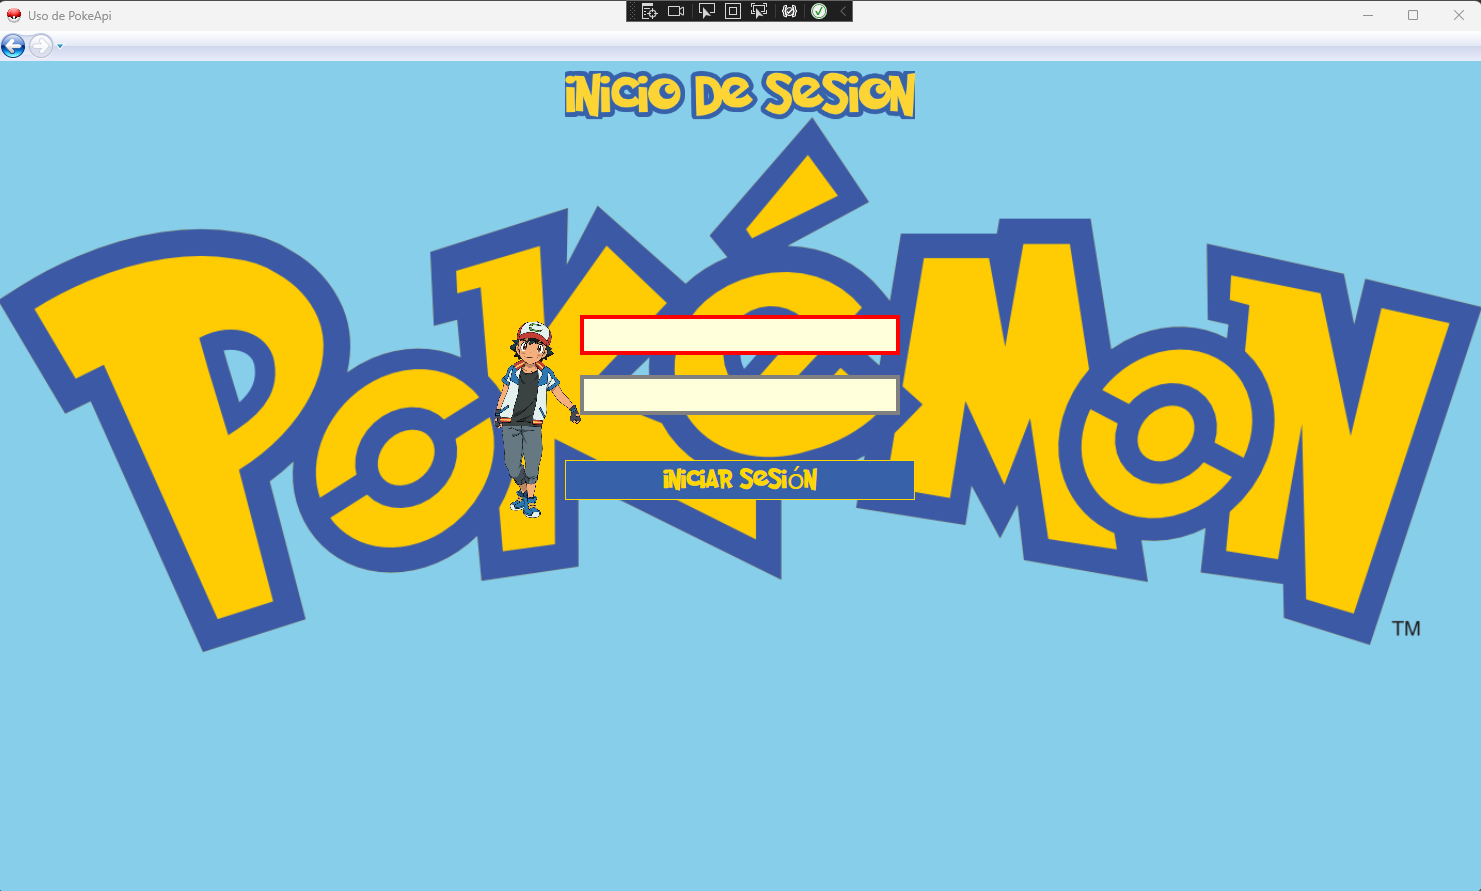 Uso de PokeApi
INICIO DE SESION
POKÉMON
TM
INICIAR SESIÓN